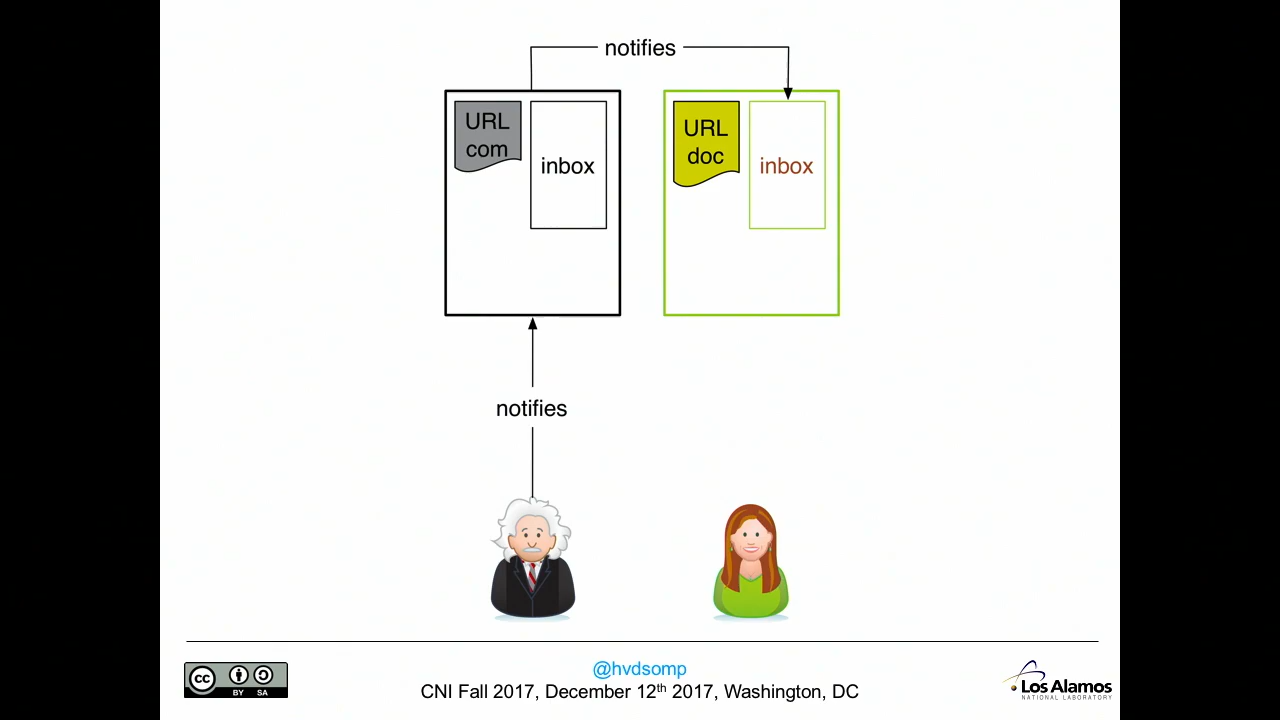 notifies
URL
com
inbox
URL
doc
inbox
notifies
@hvdsomp
CNI Fall 2017, December 12th 2017, Washington, DC
cc
BY SA
Los Alamos
NATIONAL LABORATORY